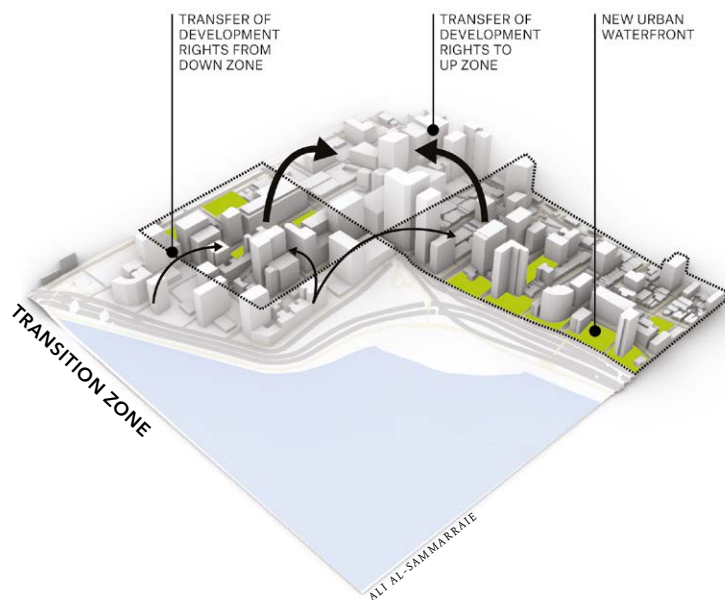 TRANSFER OF
DEVELOPMENT
RIGHTS FROM
DOWN ZONE
TRANSFER OF
DEVELOPMENT
RIGHTS TO
UP ZONE
NEW URBAN
WATERFRONT
TRANSITION ZONE
ALI AL-SAMMARRAIE